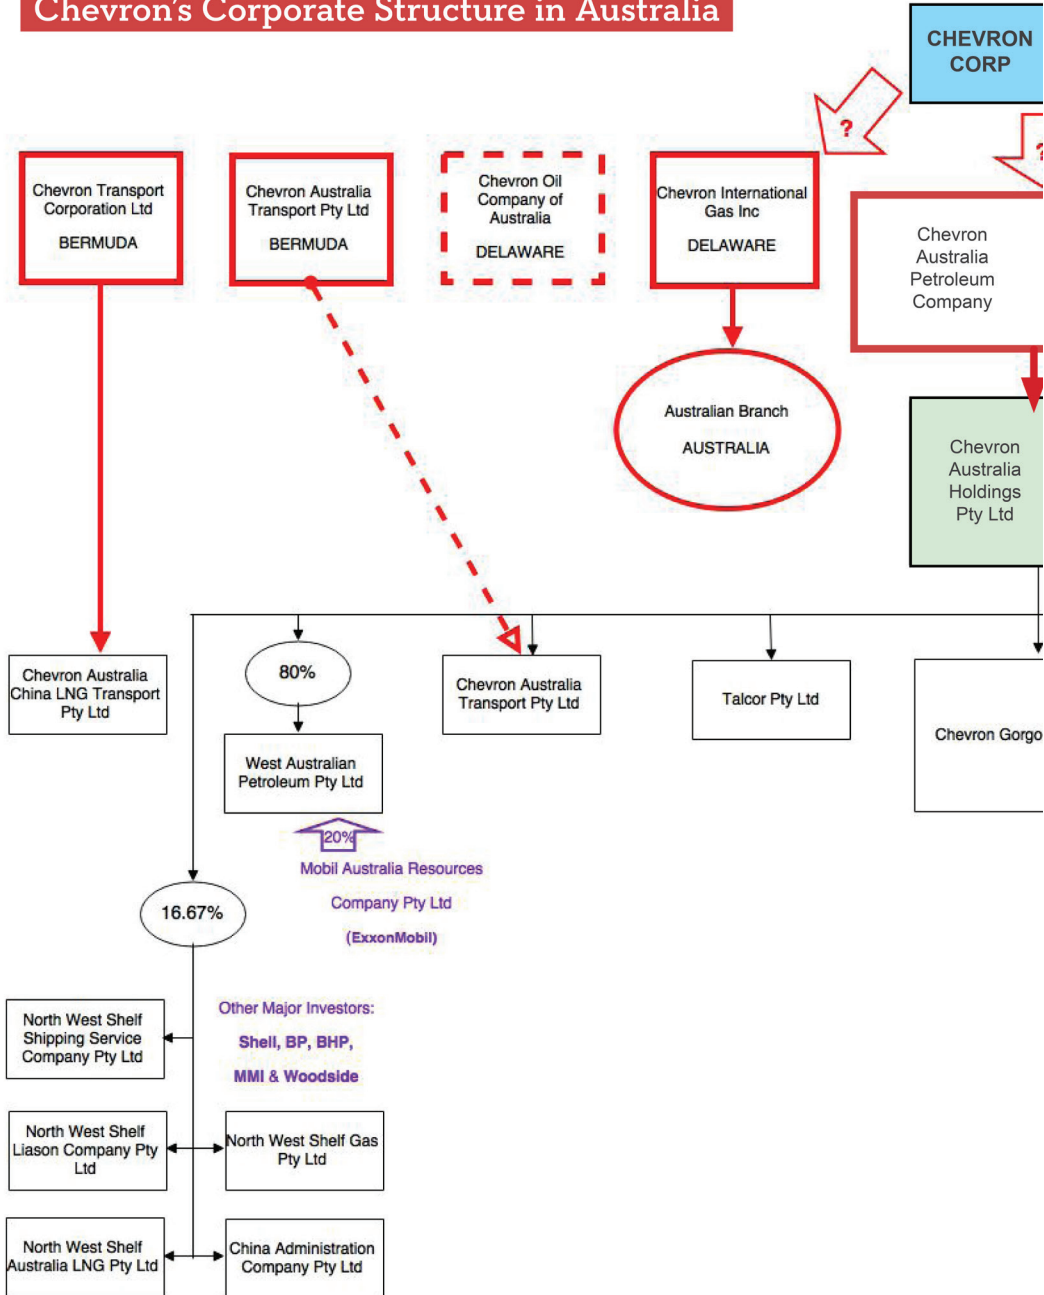 Chevron's Corporate Structure in Australia
CHEVRON
CORP
?
?
Chevron Transport
Corporation Ltd
BERMUDA
Chevron Australia
Transport Pty Ltd
BERMUDA
Chevron Oil
Company of
Australia
DELAWARE
Chevron International
Gas Inc
DELAWARE
Chevron
Australia
Petroleum
Company
Australian Branch
AUSTRALIA
Chevron
Australia
Holdings
Pty Ltd
Chevron Australia
China LNG Transport
Pty Ltd
80%
West Australian
Petroleum Pty Ltd
Chevron Australia
Transport Pty Ltd
Talcor Pty Ltd
Chevron Gorgo
20%
Mobil Australia Resources
Company Pty Ltd
(ExxonMobil)
16.67%
North West Shelf
Shipping Service
Company Pty Ltd
Other Major Investors:
Shell, BP, BHP,
MMI & Woodside
North West Shelf
Liason Company Pty
Ltd
North West Shelf Gas
Pty Ltd
North West Shelf
Australia LNG Pty Ltd
China Administration
Company Pty Ltd